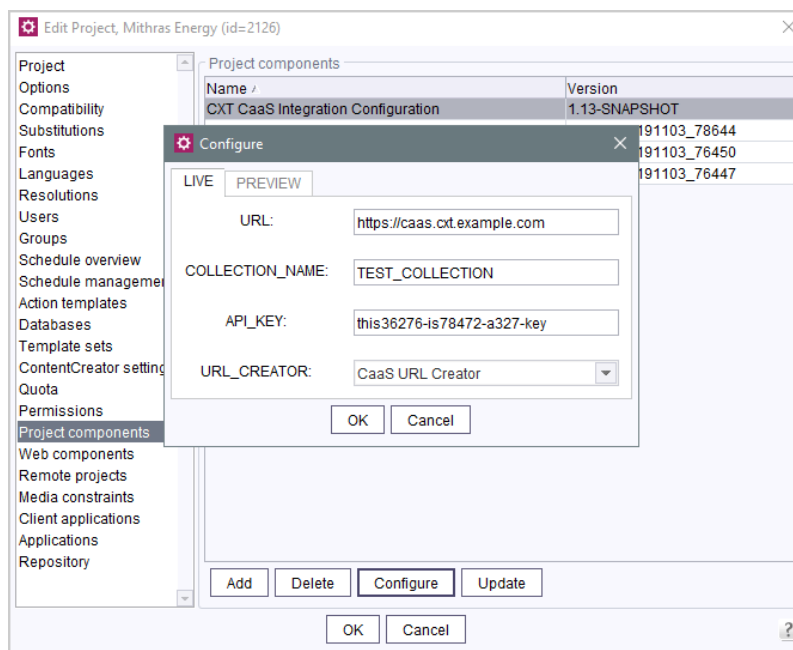 Edit Project, Mithras Energy (id=2126)
Project
Options
Compatibility
Substitutions
Fonts
Languages
Resolutions
Users
Groups
Schedule overview
Schedule managemen
Action templates
Databases
Template sets
ContentCreator setting
Quota
Permissions
Project components
Web components
Remote projects
Media constraints
Client applications
Applications
Repository
Project components
Name Version
CXT CaaS Integration Configuration 1.13-SNAPSHOT
191103_78644
191103_76450
191103_76447
Configure
LIVE PREVIEW
URL: https://caas.cxt.example.com
COLLECTION_NAME: TEST_COLLECTION
API_KEY: this36276-is78472-a327-key
URL_CREATOR: CaaS URL Creator
OK Cancel
Add Delete Configure Update
OK Cancel
?